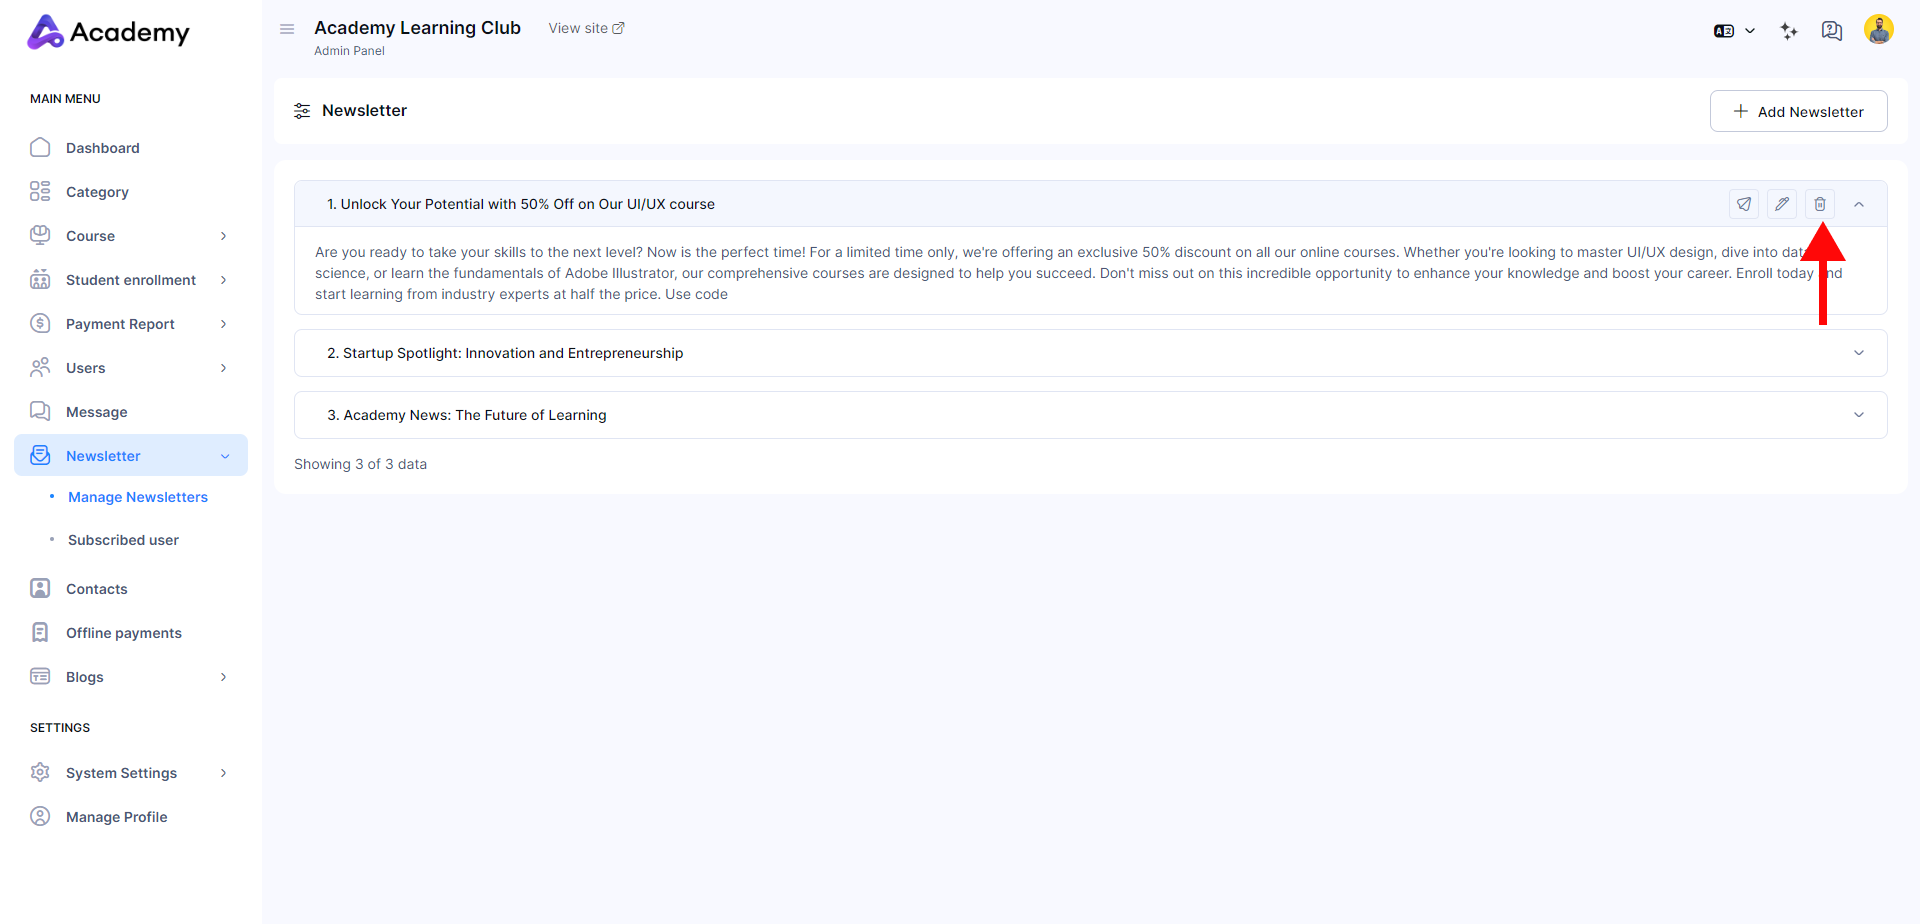 Academy
MAIN MENU
Dashboard
Category
Course
Student enrollment
Payment Report
Users
Message
Newsletter
Manage Newsletters
Subscribed user
Contacts
Offline payments
Blogs
SETTINGS
System Settings
Manage Profile
Academy Learning Club
View site
Admin Panel
Newsletter
Add Newsletter
1. Unlock Your Potential with 50% Off on Our UI/UX course
Are you ready to take your skills to the next level? Now is the perfect time! For a limited time only, we're offering an exclusive 50% discount on all our online courses. Whether you're looking to master UI/UX design, dive into
science, or learn the fundamentals of Adobe Illustrator, our comprehensive courses are designed to help you succeed. Don't miss out on this incredible opportunity to enhance your knowledge and boost your career. Enroll today
start learning from industry experts at half the price. Use code
2. Startup Spotlight: Innovation and Entrepreneurship
3. Academy News: The Future of Learning
Showing 3 of 3 data